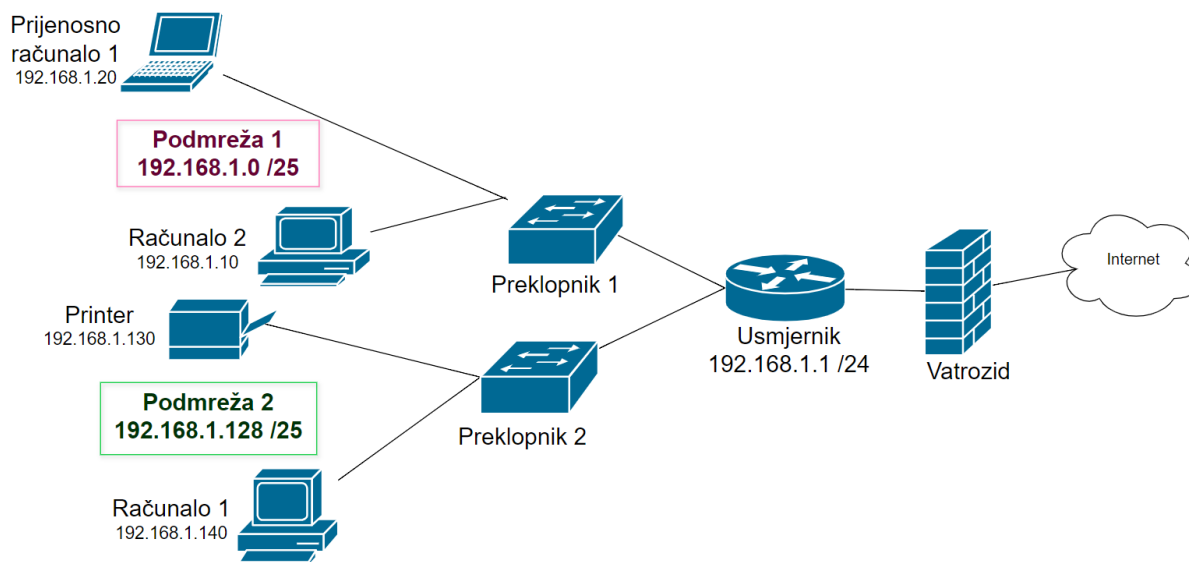 Prijenosno
računalo 1
192.168.1.20
Podmreža 1
192.168.1.0 /25
Računalo 2
192.168.1.10
Preklopnik 1
Printer
192.168.1.130
Podmreža 2
192.168.1.128 /25
Preklopnik 2
Računalo 1
192.168.1.140
Usmjernik
192.168.1.1 /24
Vatrozid
Internet